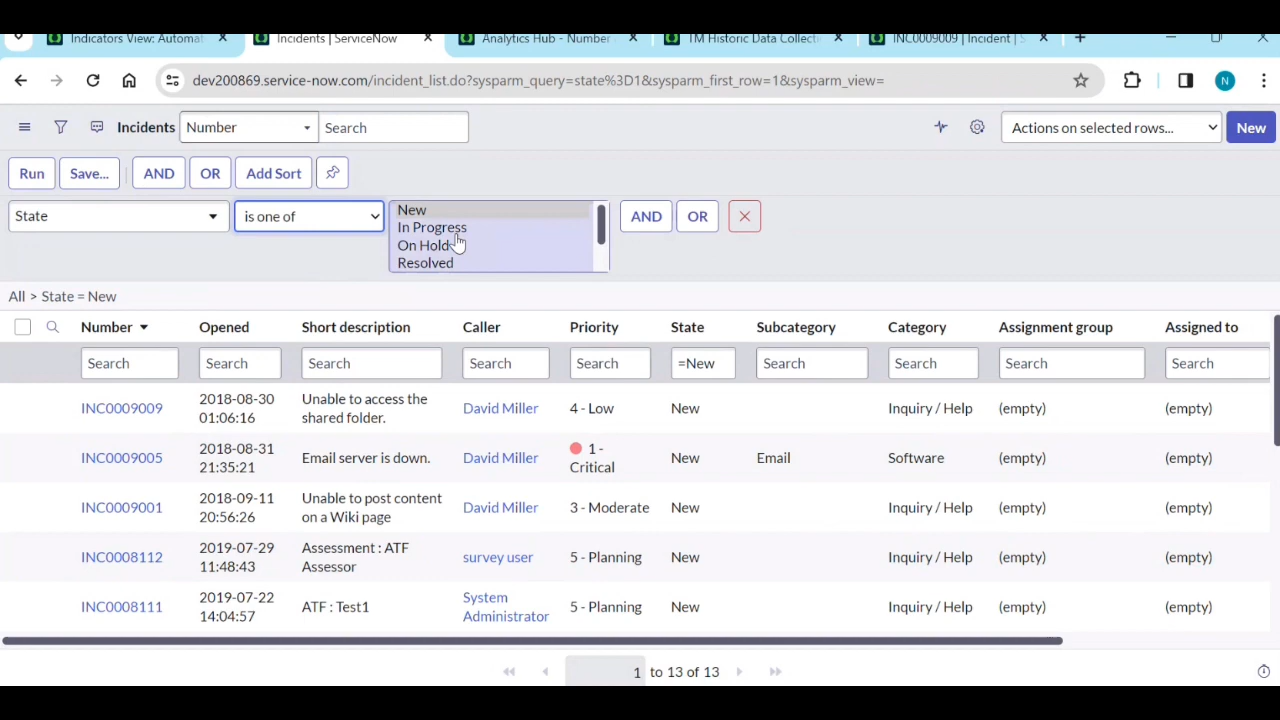 Indicators View: Automat
Incidents | ServiceNow
Analytics Hub - Number
TM Historic Data Collecti
INC0009009 | Incident | S
dev200869.service-now.com/incident_list.do?sysparm_query=state%3D1&sysparm_first_row=1&sysparm_view=
N
Incidents
Number
Search
Actions on selected rows...
New
Run
Save...
AND
OR
Add Sort
State
is one of
New
In Progress
On Hold
Resolved
AND
OR
All > State = New
Number
Opened
Short description
Caller
Priority
State
Subcategory
Category
Assignment group
Assigned to
Search
Search
Search
Search
Search
=New
Search
Search
Search
Search
INC0009009
2018-08-30
01:06:16
Unable to access the
shared folder.
David Miller
4 - Low
New
Inquiry / Help
(empty)
(empty)
INC0009005
2018-08-31
21:35:21
Email server is down.
David Miller
1 -
Critical
New
Email
Software
(empty)
(empty)
INC0009001
2018-09-11
20:56:26
Unable to post content
on a Wiki page
David Miller
3 - Moderate
New
Inquiry / Help
(empty)
(empty)
INC0008112
2019-07-29
11:48:43
Assessment : ATF
Assessor
survey user
5 - Planning
New
Inquiry / Help
(empty)
(empty)
INC0008111
2019-07-22
14:04:57
ATF : Test1
System
Administrator
5 - Planning
New
Inquiry / Help
(empty)
(empty)
1 to 13 of 13